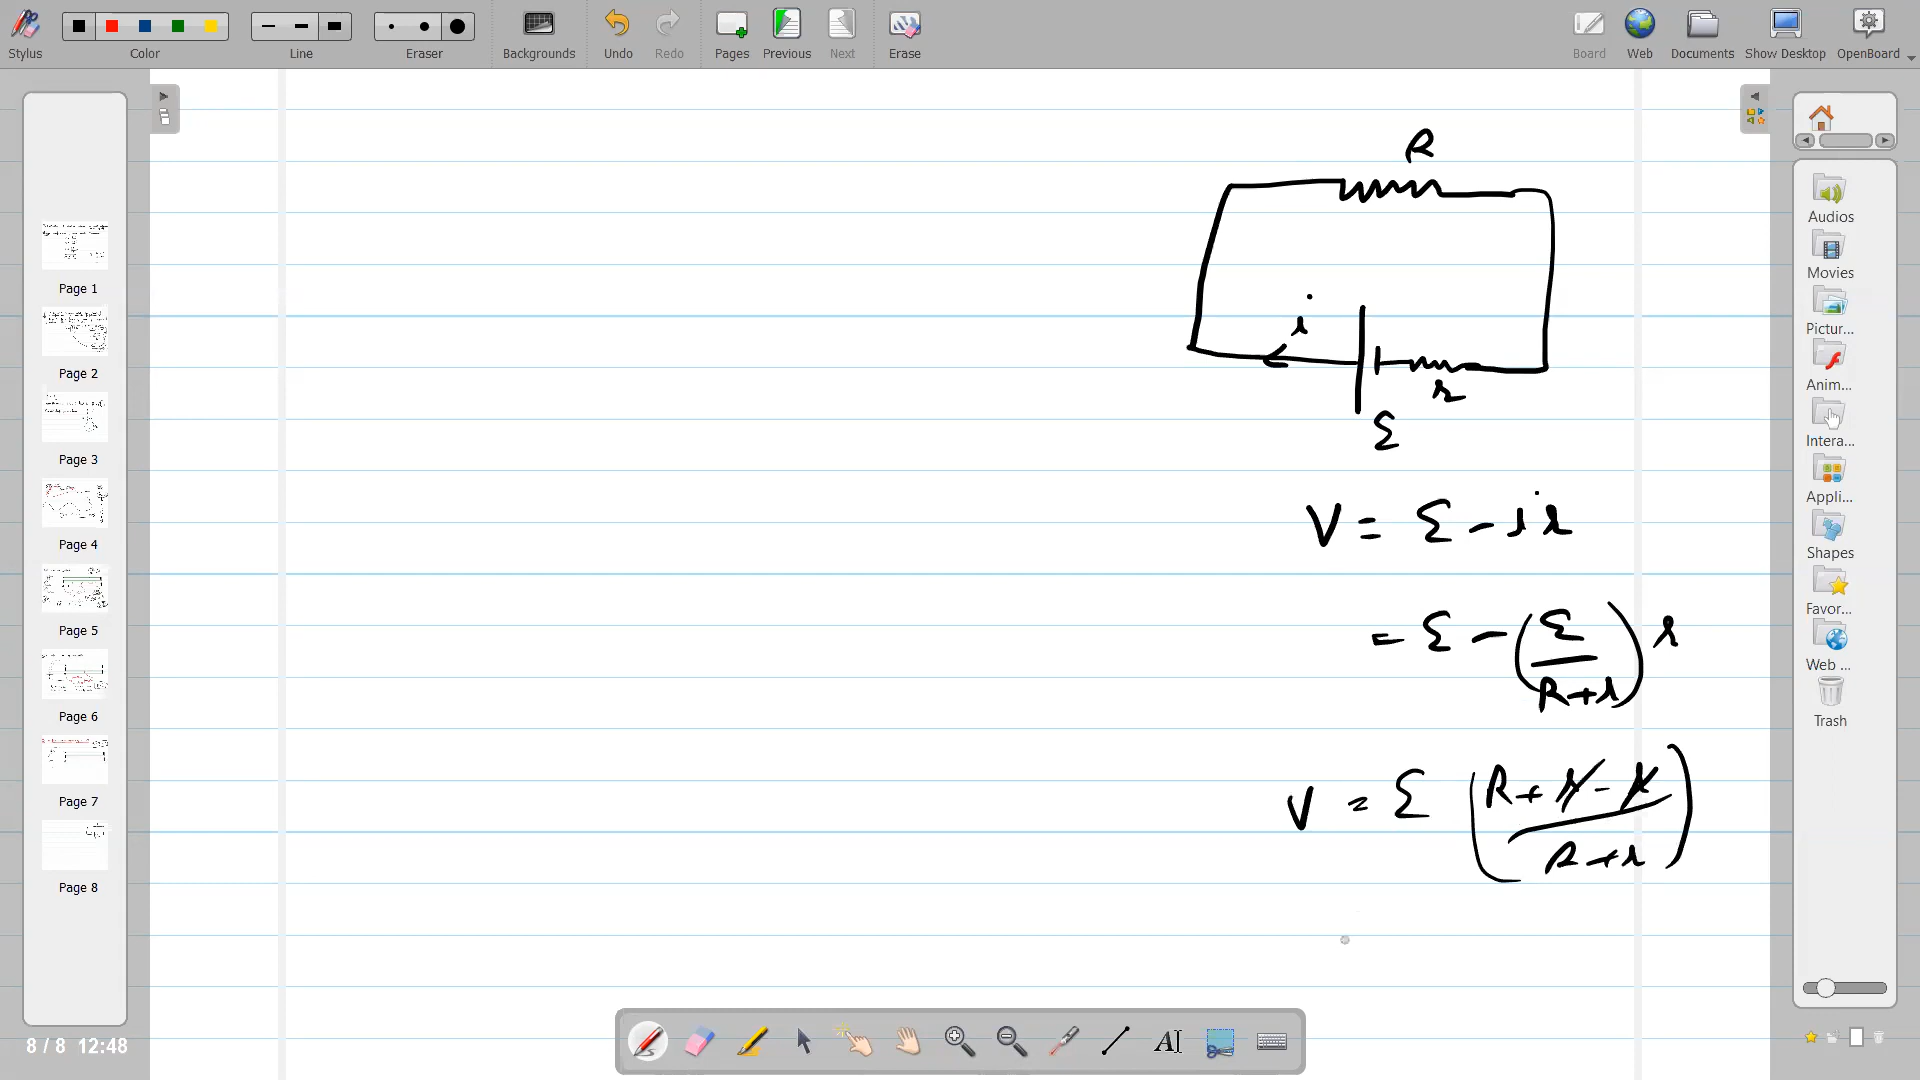 Stylus
Color
Line
Eraser
Backgrounds
Undo
Redo
Pages
Previous
Next
Erase
Board
Web
Documents
Show Desktop
OpenBoard
Page 1
Page 2
Page 3
Page 4
Page 5
Page 6
Page 7
Page 8
8 / 8 12:48
R
i
r
Ɛ
V = Ɛ - ir
= Ɛ - (Ɛ/R+r) r
V = Ɛ (R+r-r/R+r)
Audios
Movies
Pictur...
Anim...
Intera...
Appli...
Shapes
Favor...
Web ...
Trash